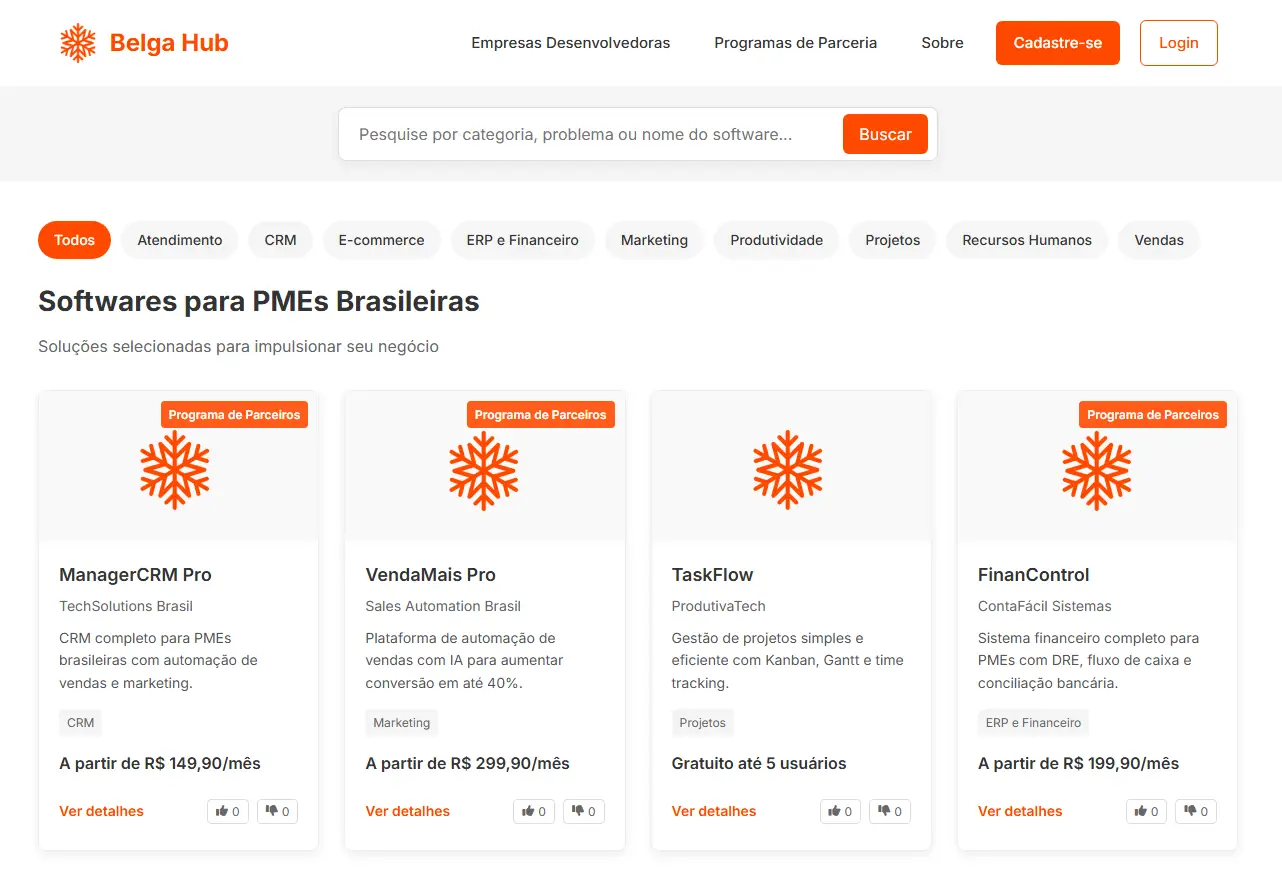 Belga Hub
Empresas Desenvolvedoras
Programas de Parceria
Sobre
Cadastre-se
Login
Pesquise por categoria, problema ou nome do software...
Buscar
Todos
Atendimento
CRM
E-commerce
ERP e Financeiro
Marketing
Produtividade
Projetos
Recursos Humanos
Vendas
Softwares para PMEs Brasileiras
Soluções selecionadas para impulsionar seu negócio
Programa de Parceiros
ManagerCRM Pro
TechSolutions Brasil
CRM completo para PMEs
brasileiras com automação de
vendas e marketing.
CRM
A partir de R$ 149,90/mês
Ver detalhes
0
0
Programa de Parceiros
VendaMais Pro
Sales Automation Brasil
Plataforma de automação de
vendas com IA para aumentar
conversão em até 40%.
Marketing
A partir de R$ 299,90/mês
Ver detalhes
0
0
TaskFlow
ProdutivaTech
Gestão de projetos simples e
eficiente com Kanban, Gantt e time
tracking.
Projetos
Gratuito até 5 usuários
Ver detalhes
0
0
Programa de Parceiros
FinanControl
ContaFácil Sistemas
Sistema financeiro completo para
PMEs com DRE, fluxo de caixa e
conciliação bancária.
ERP e Financeiro
A partir de R$ 199,90/mês
Ver detalhes
0
0